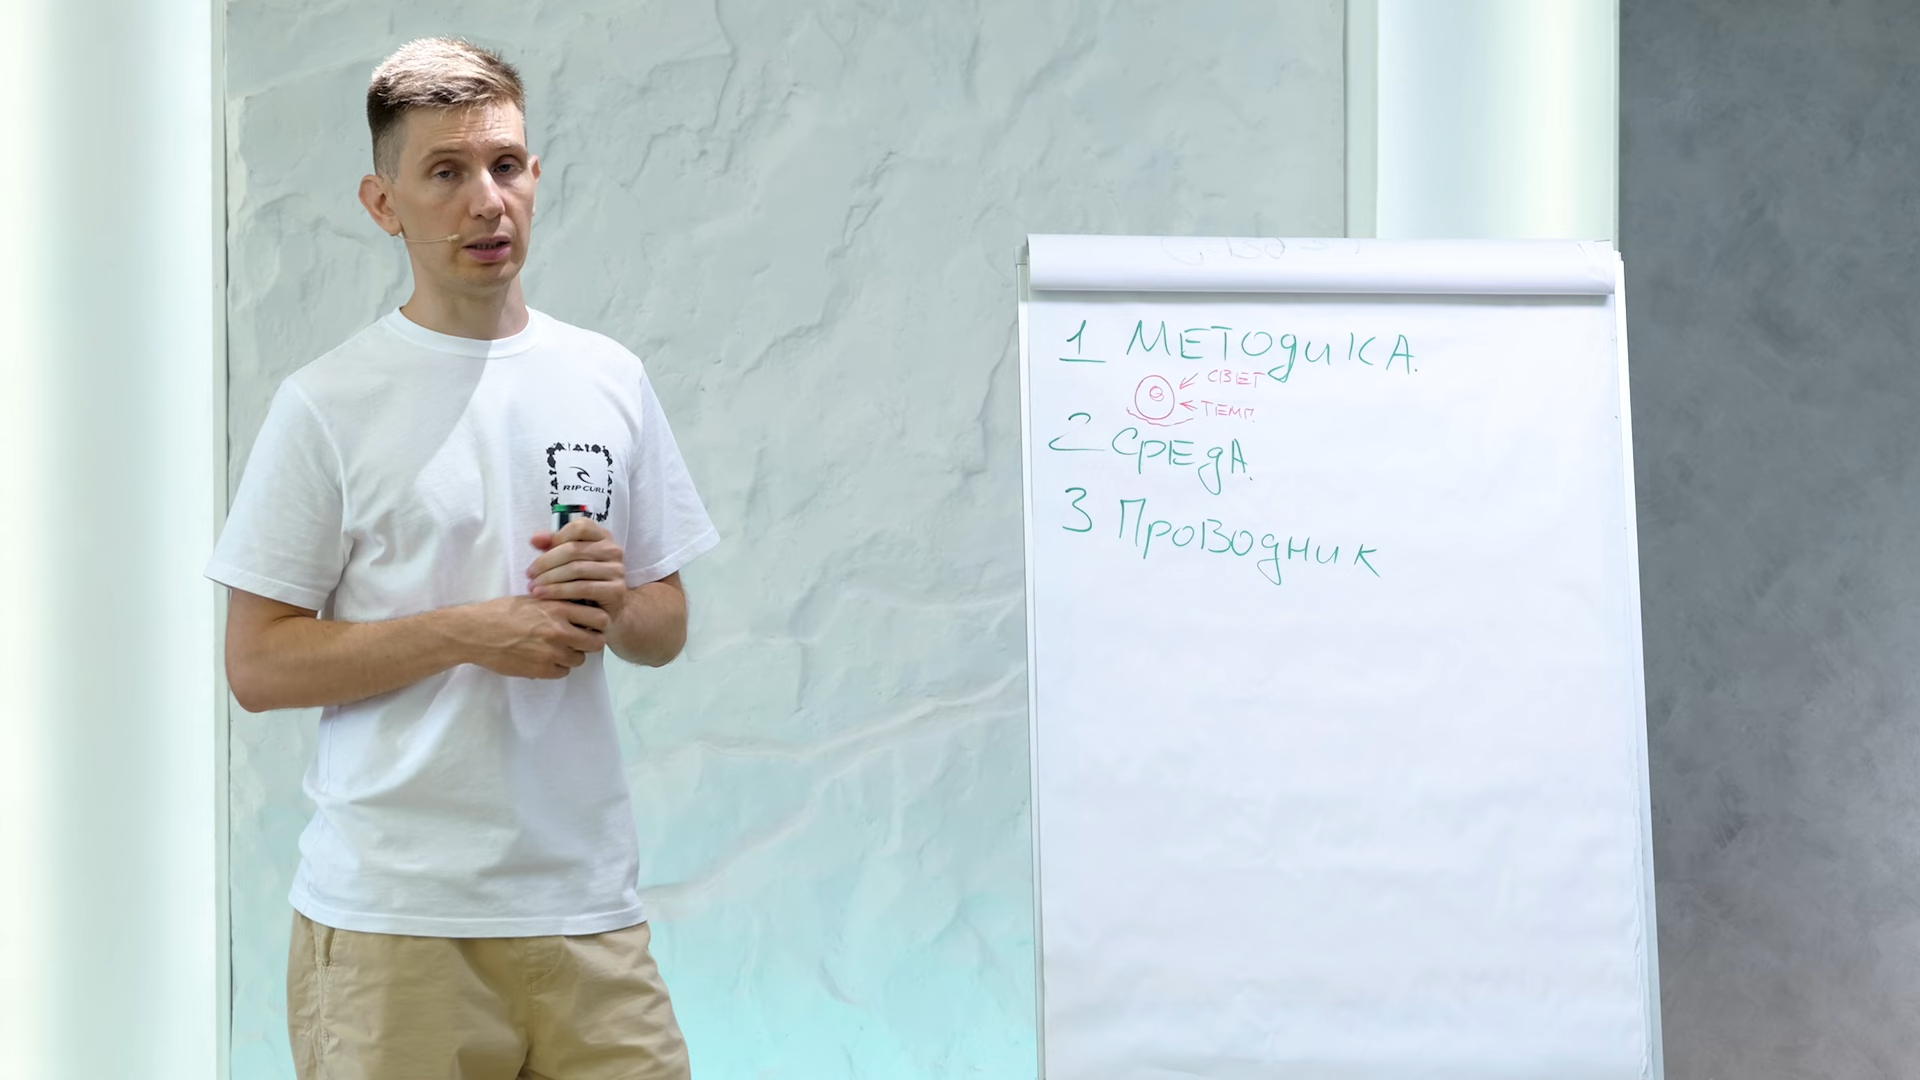 1 МЕТОДИКА.
СВЕТ
ТЕМП.
2 СРЕДА.
3 ПРОВОДНИК
RIP CURL